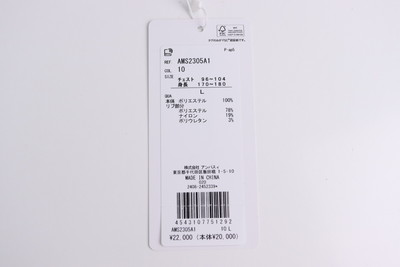 REF AMS2305A1
COL 10
SIZE
チェスト 96～104
身長 170～180
L
本体 ポリエステル 100%
リブ部分
ポリエステル 78%
ナイロン 19%
ポリウレタン 3%
株式会社 アンパスィ
MADE IN CHINA
020
4543107751292
AMS2305A1 10 L
¥22,000 (本体¥20,000)